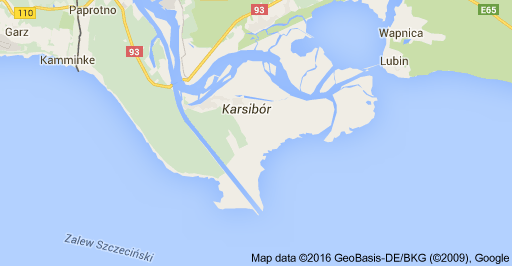 93
E65
Paprotno
110
Garz
Wapnica
93
Kamminke
Lubin
Karsibór
Zalew Szczeciński
Map data ©2016 GeoBasis-DE/BKG (©2009), Google